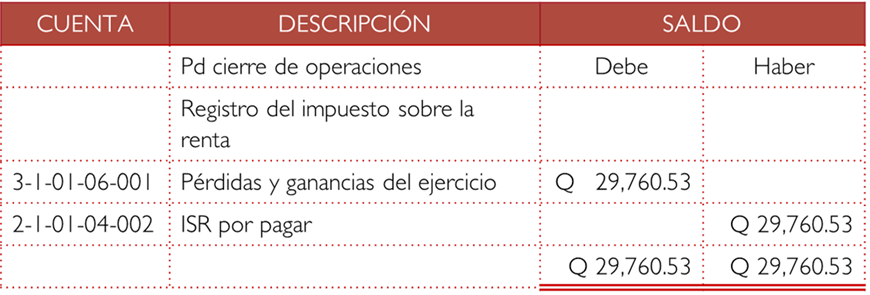 CUENTA DESCRIPCIÓN SALDO
Pd cierre de operaciones Debe Haber
Registro del impuesto sobre la
renta
3-1-01-06-001 Pérdidas y ganancias del ejercicio Q 29,760.53
2-1-01-04-002 ISR por pagar Q 29,760.53
Q 29,760.53 Q 29,760.53